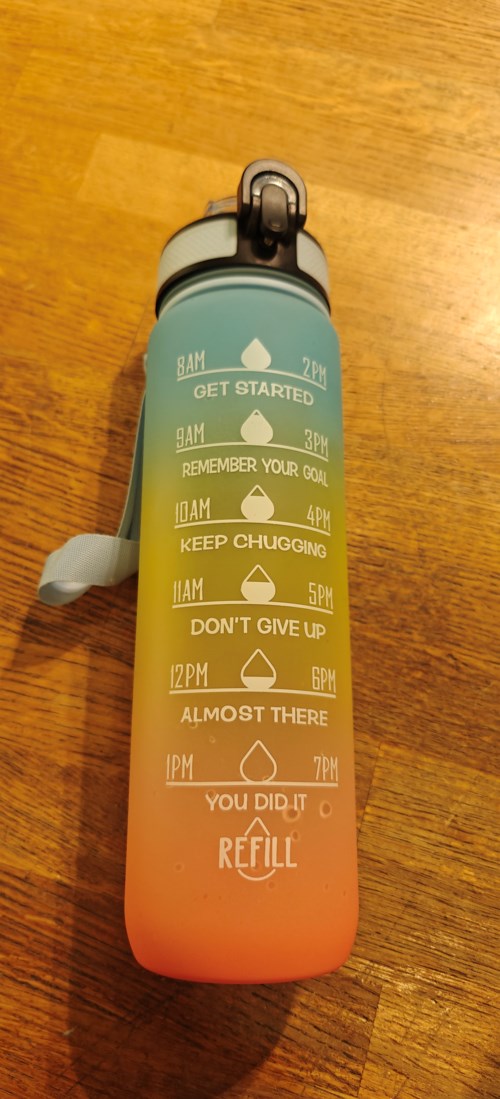 8AM 2PM
GET STARTED
9AM 3PM
REMEMBER YOUR GOAL
10AM 4PM
KEEP CHUGGING
11AM 5PM
DON'T GIVE UP
12PM 6PM
ALMOST THERE
1PM 7PM
YOU DID IT
REFILL